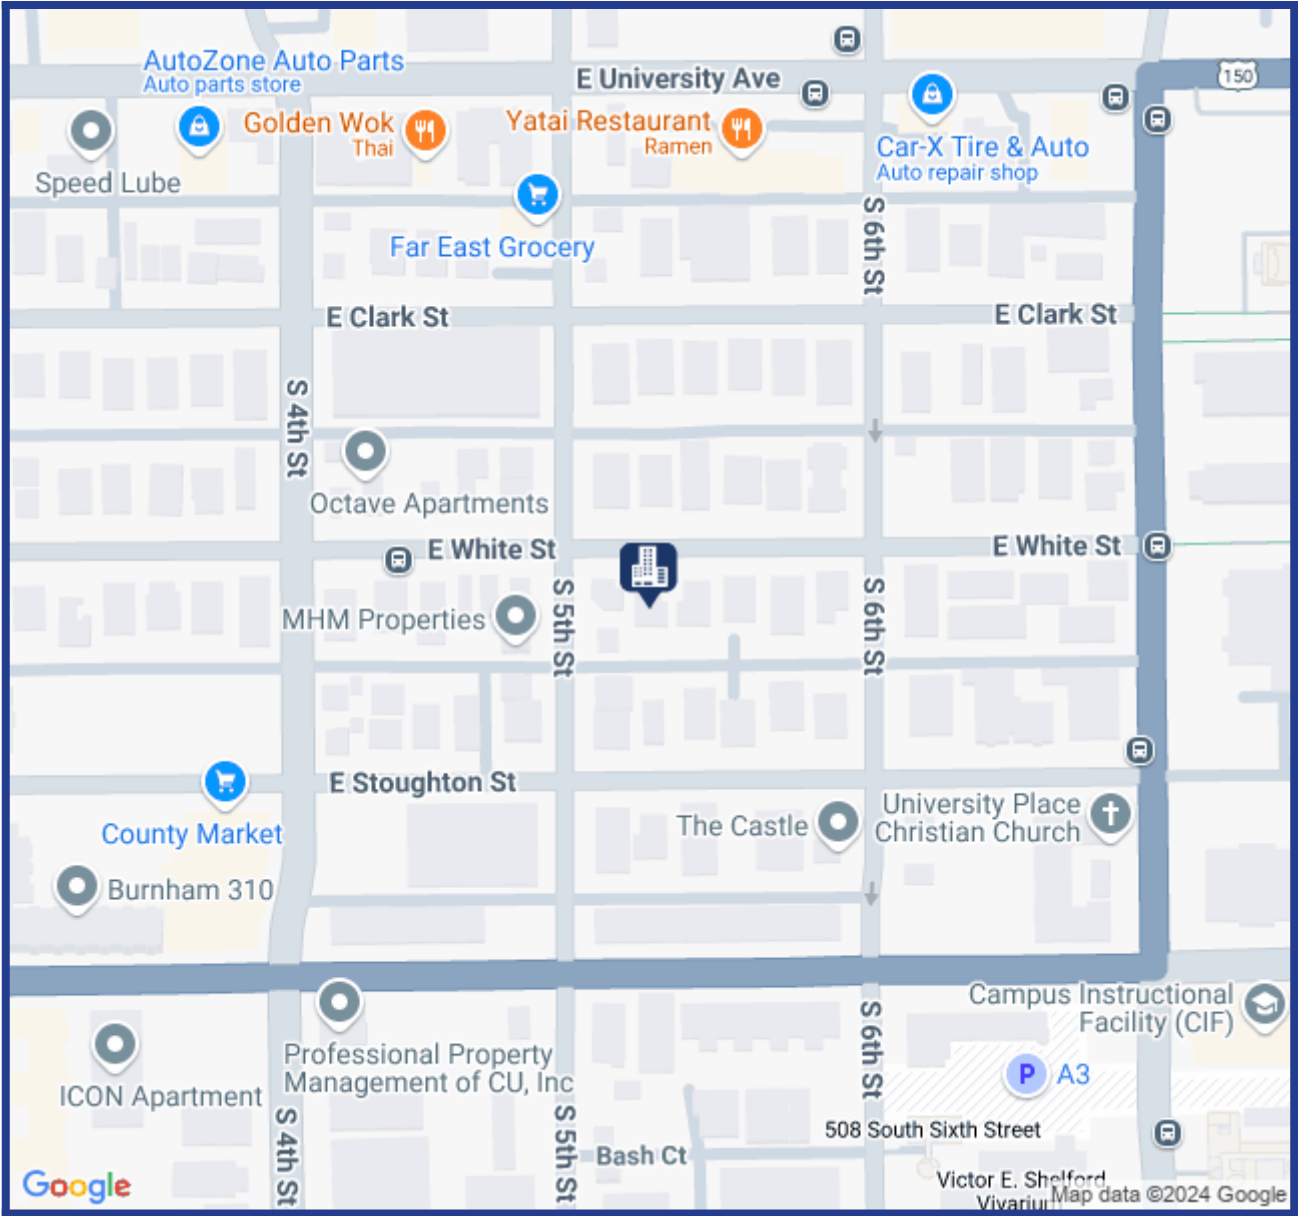 AutoZone Auto Parts
Auto parts store
E University Ave
150
Golden Wok
Thai
Yatai Restaurant
Ramen
Car-X Tire & Auto
Auto repair shop
Speed Lube
Far East Grocery
S 6th St
E Clark St
E Clark St
S 4th St
Octave Apartments
E White St
E White St
MHM Properties
S 5th St
S 6th St
E Stoughton St
County Market
The Castle
University Place
Christian Church
Burnham 310
Campus Instructional
Facility (CIF)
Professional Property
Management of CU, Inc
ICON Apartment
S 6th St
P A3
508 South Sixth Street
S 4th St
S 5th St
Bash Ct
Victor E. Shelford
Vivarium
Google
Map data ©2024 Google